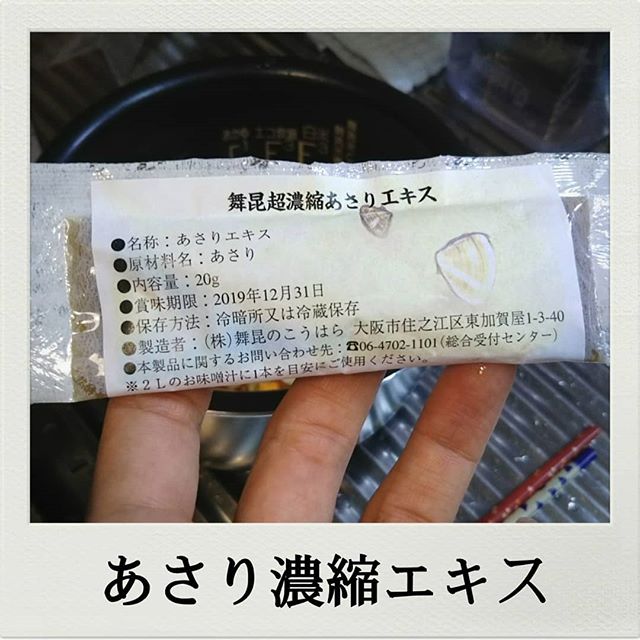 舞昆超濃縮あさりエキス
●名称：あさりエキス
●原材料名：あさり
●内容量：20g
●賞味期限：2019年12月31日
●保存方法：冷暗所又は冷蔵保存
●製造者：（株）舞昆のこうはら 大阪市住之江区東加賀屋1-3-40
●本製品に関するお問い合わせ先：☎06-4702-1101（総合受付センター）
※２Ｌのお味噌汁に1本を目安にご使用ください。
あさり濃縮エキス